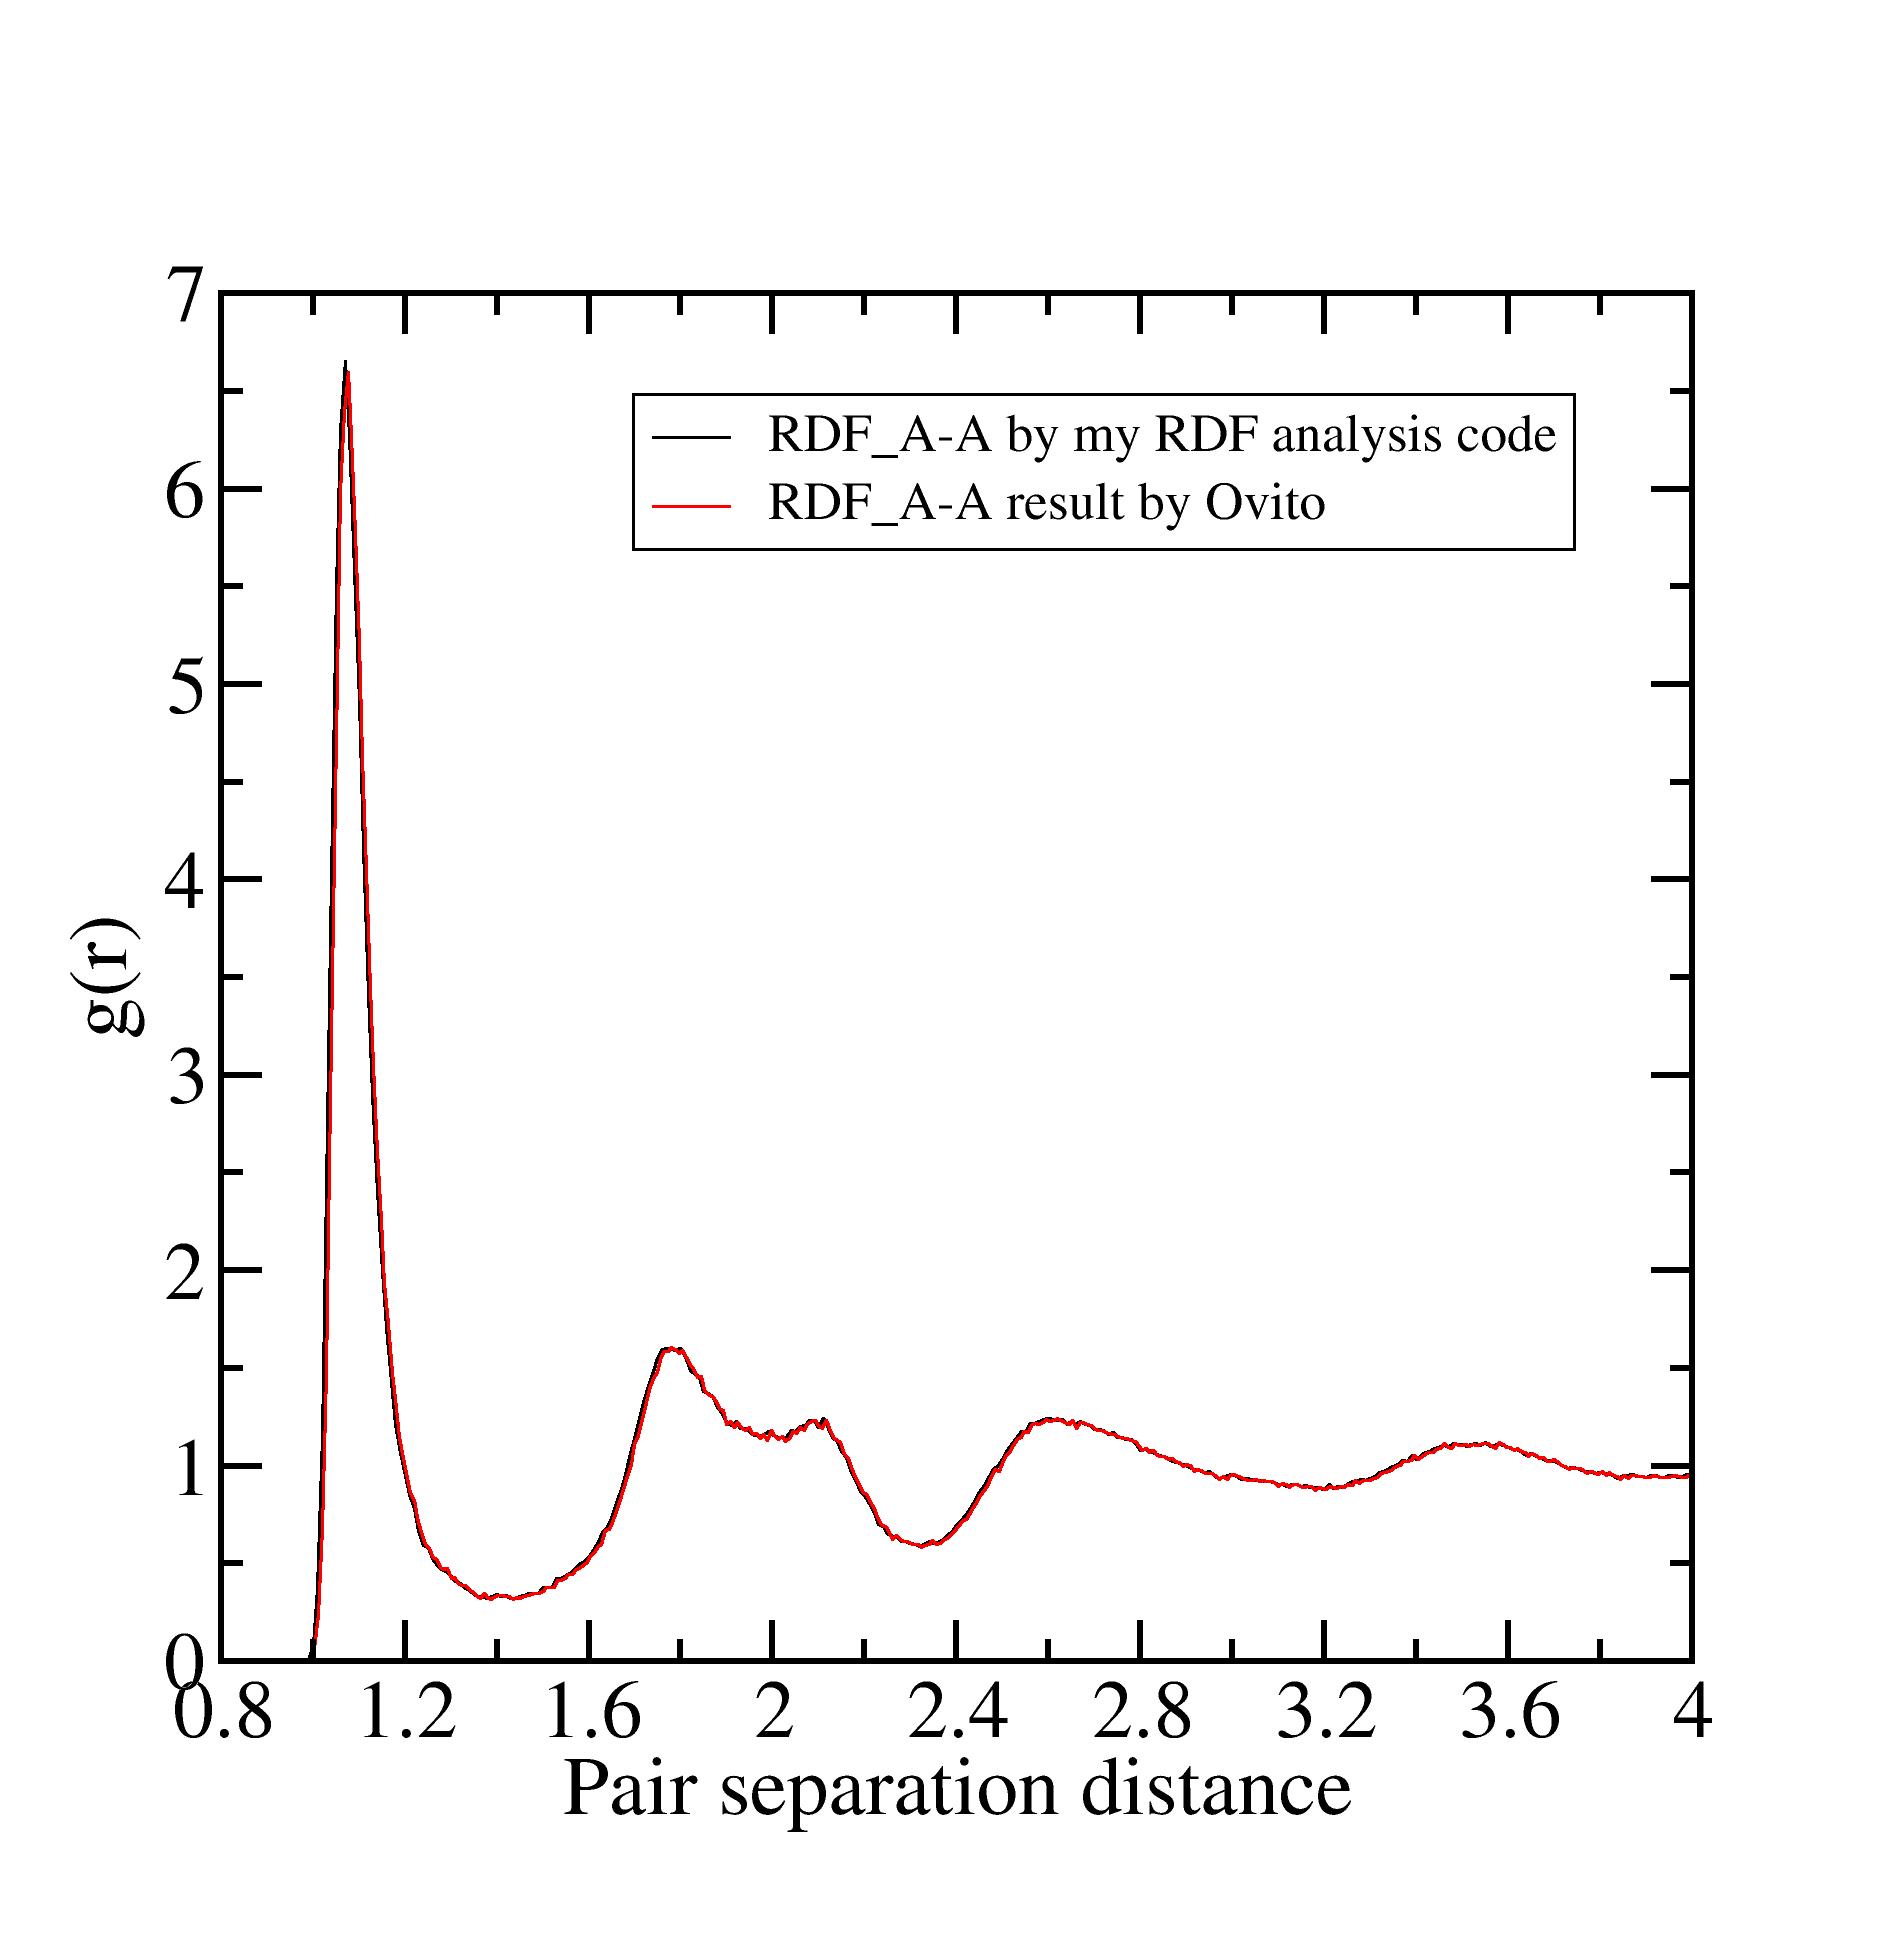 7
6
5
4
3
2
1
0
g(r)
RDF_A-A by my RDF analysis code
RDF_A-A result by Ovito
0.8 1.2 1.6 2 2.4 2.8 3.2 3.6 4
Pair separation distance